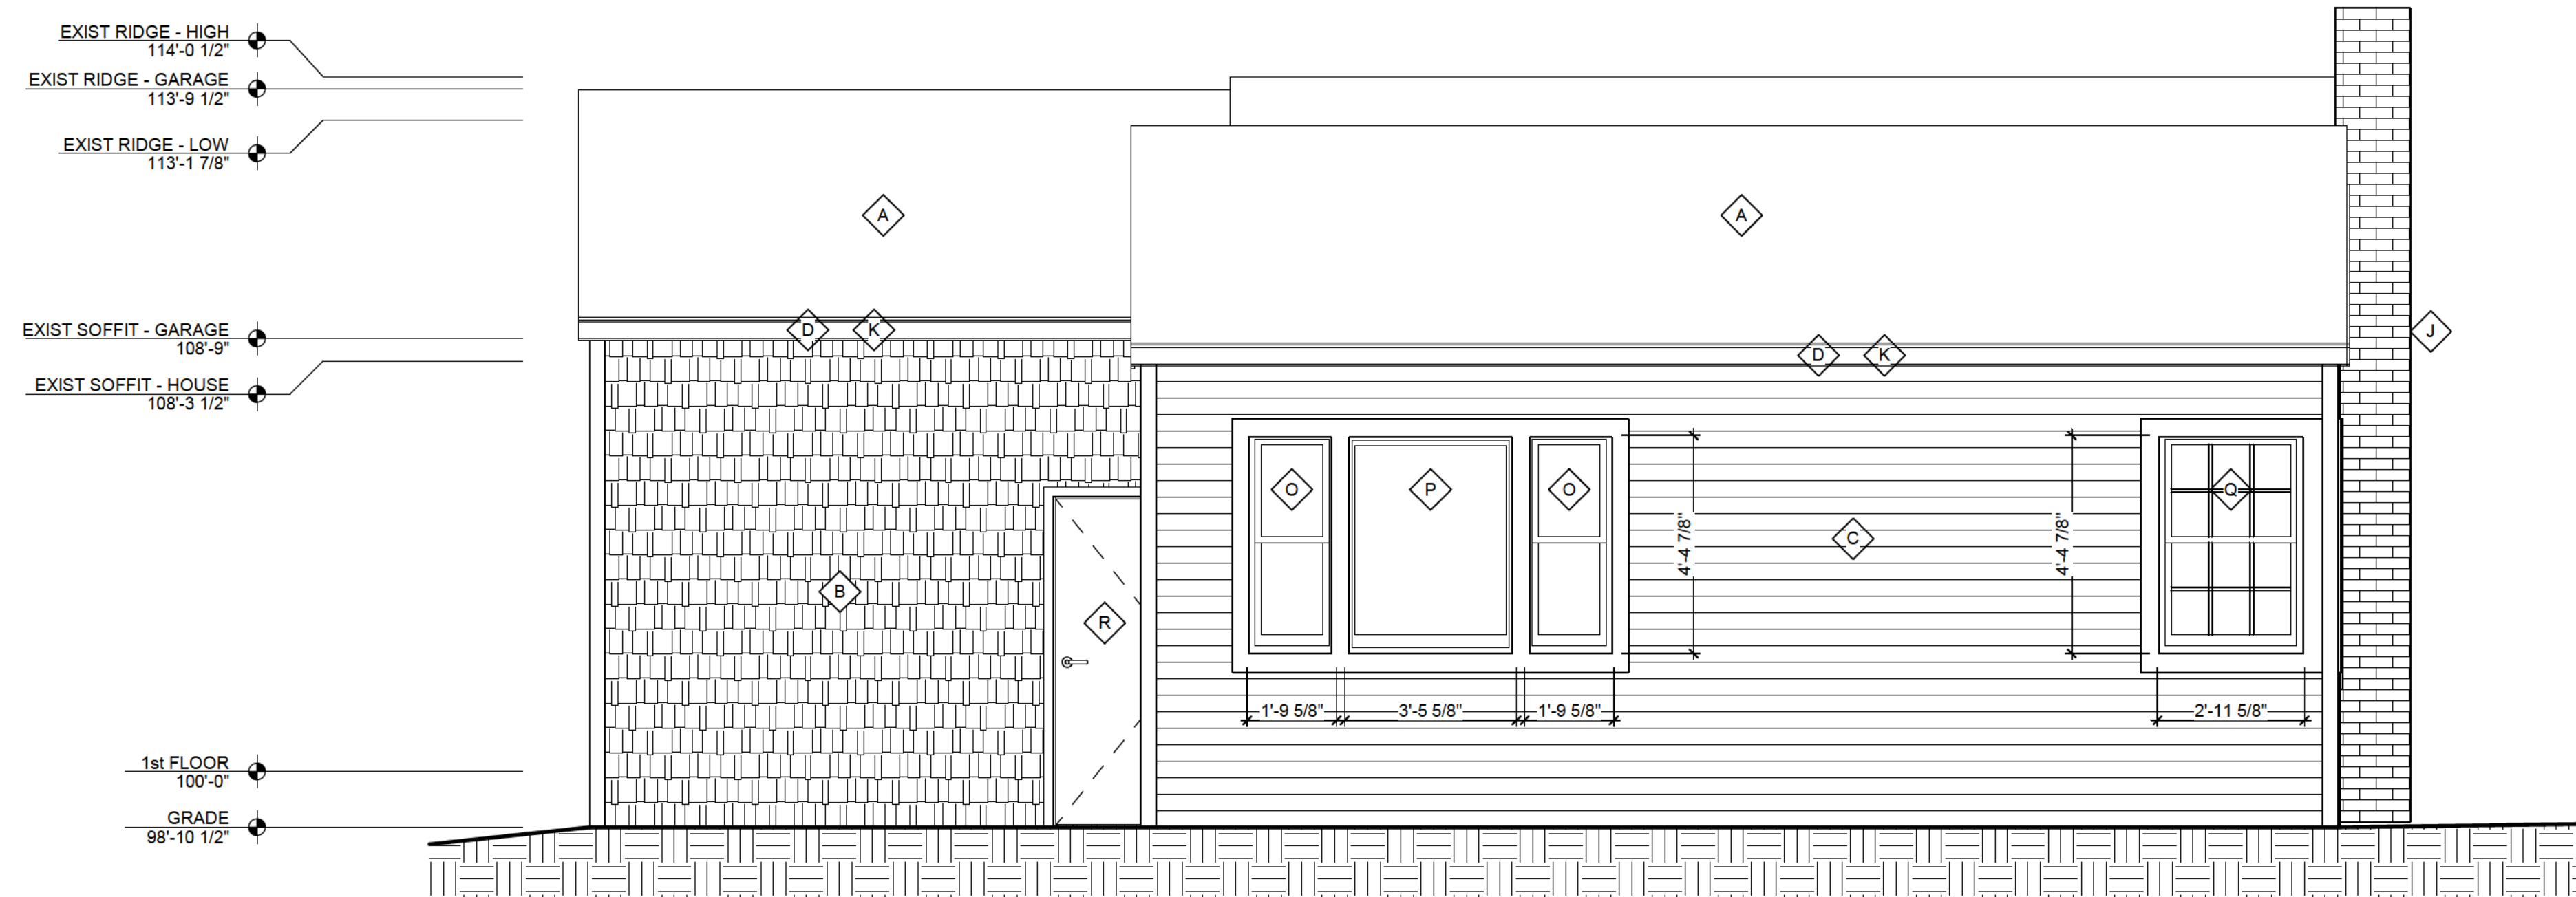 EXIST RIDGE - HIGH
114'-0 1/2"
EXIST RIDGE - GARAGE
113'-9 1/2"
EXIST RIDGE - LOW
113'-1 7/8"
A
A
EXIST SOFFIT - GARAGE
108'-9"
D
K
J
D
K
EXIST SOFFIT - HOUSE
108'-3 1/2"
O
P
O
Q
4'-4 7/8"
C
4'-4 7/8"
B
R
1'-9 5/8"
3'-5 5/8"
1'-9 5/8"
2'-11 5/8"
1st FLOOR
100'-0"
GRADE
98'-10 1/2"